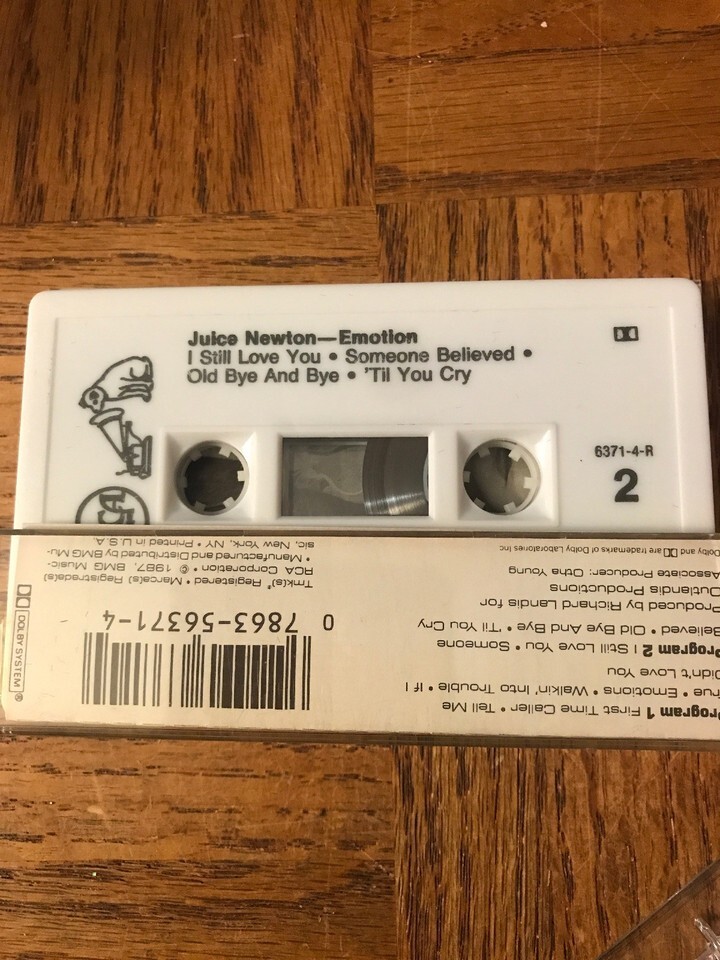 Juice Newton—Emotion
I Still Love You • Someone Believed •
Old Bye And Bye • 'Til You Cry
6371-4-R
2
Program 1 First Time Caller • Tell Me
True • Emotions • Walkin' Into Trouble • If I
Didn't Love You
Program 2 I Still Love You • Someone
Believed • Old Bye And Bye • 'Til You Cry
Produced by Richard Landis for
Outlandis Productions
Associate Producer: Otha Young
Dolby and are trademarks of Dolby Laboratories Inc
0 7863-56371-4
Tmk(s)® Registered • Marca(s) Registrada(s)
RCA Corporation • © 1987, BMG Music
• Manufactured and Distributed by BMG Mu-
sic, New York, NY • Printed in U.S.A
DOLBY SYSTEM ®